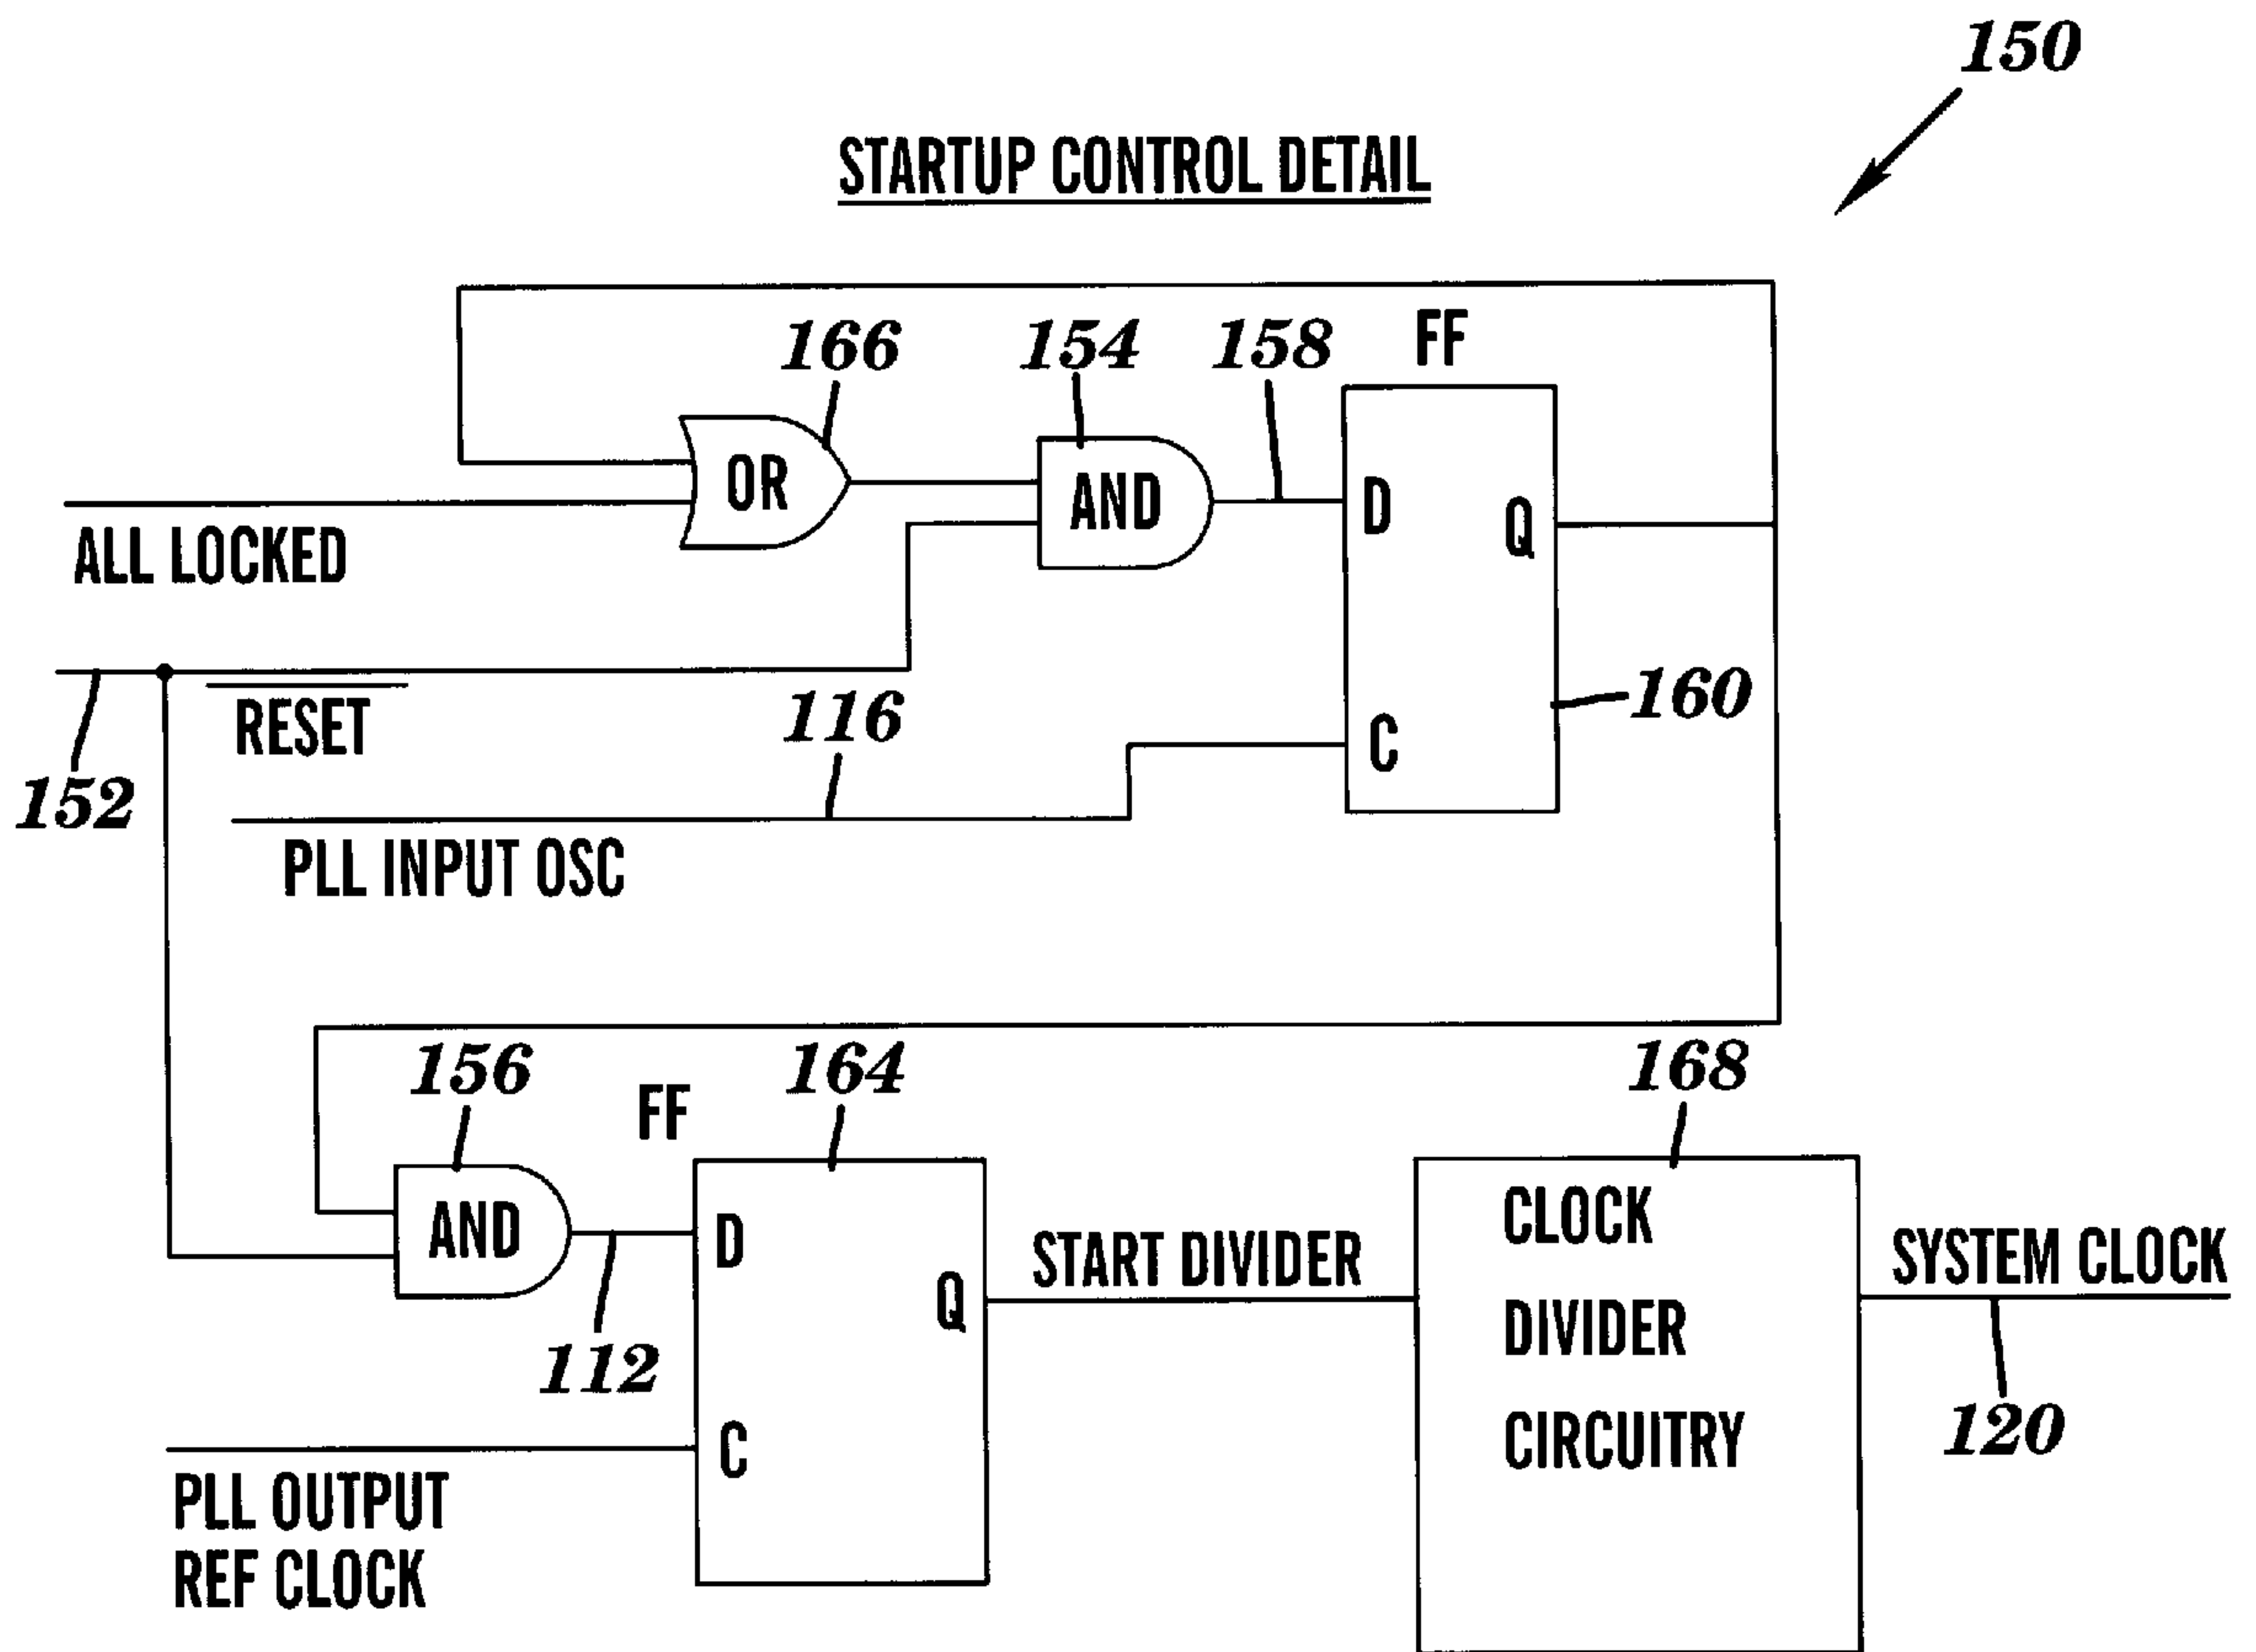 150
STARTUP CONTROL DETAIL
166
154
158
FF
OR
AND
D
Q
ALL LOCKED
RESET
116
160
C
152
PLL INPUT OSC
156
164
168
FF
AND
D
Q
START DIVIDER
CLOCK
DIVIDER
CIRCUITRY
SYSTEM CLOCK
112
120
C
PLL OUTPUT
REF CLOCK